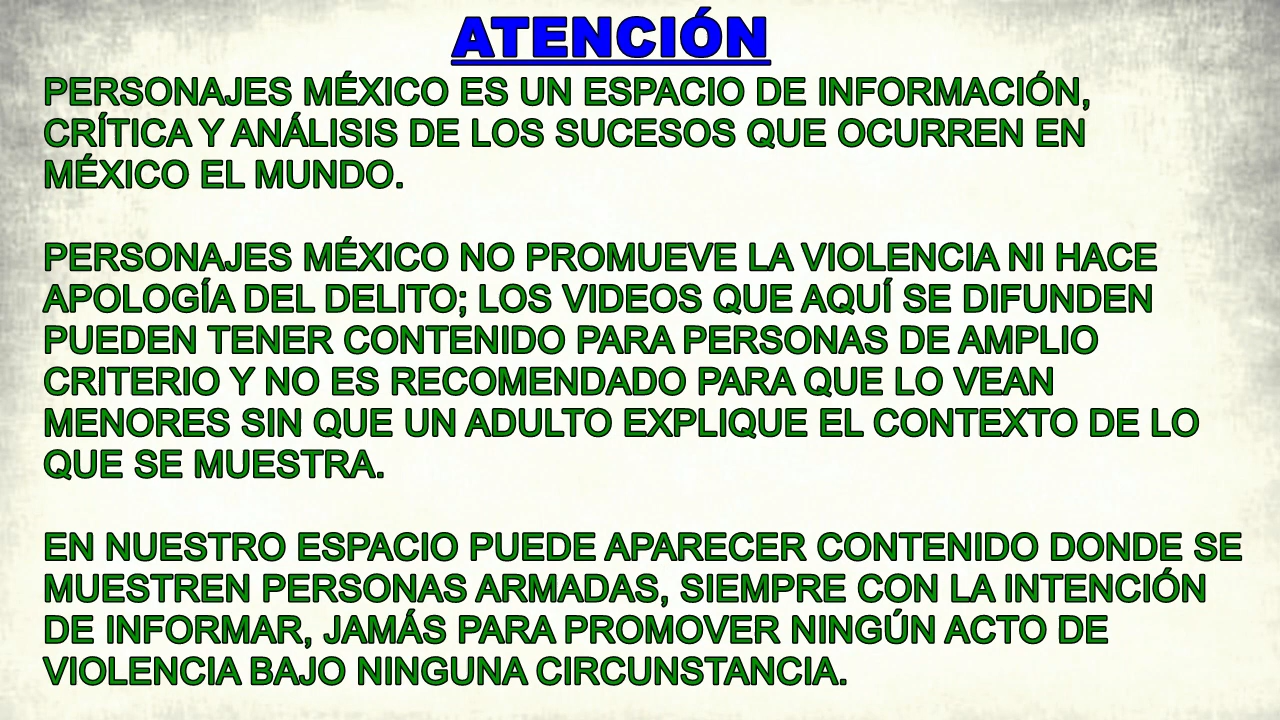 ATENCIÓN
PERSONAJES MÉXICO ES UN ESPACIO DE INFORMACIÓN,
CRÍTICA Y ANÁLISIS DE LOS SUCESOS QUE OCURREN EN
MÉXICO EL MUNDO.
PERSONAJES MÉXICO NO PROMUEVE LA VIOLENCIA NI HACE
APOLOGÍA DEL DELITO; LOS VIDEOS QUE AQUÍ SE DIFUNDEN
PUEDEN TENER CONTENIDO PARA PERSONAS DE AMPLIO
CRITERIO Y NO ES RECOMENDADO PARA QUE LO VEAN
MENORES SIN QUE UN ADULTO EXPLIQUE EL CONTEXTO DE LO
QUE SE MUESTRA.
EN NUESTRO ESPACIO PUEDE APARECER CONTENIDO DONDE SE
MUESTREN PERSONAS ARMADAS, SIEMPRE CON LA INTENCIÓN
DE INFORMAR, JAMÁS PARA PROMOVER NINGÚN ACTO DE
VIOLENCIA BAJO NINGUNA CIRCUNSTANCIA.